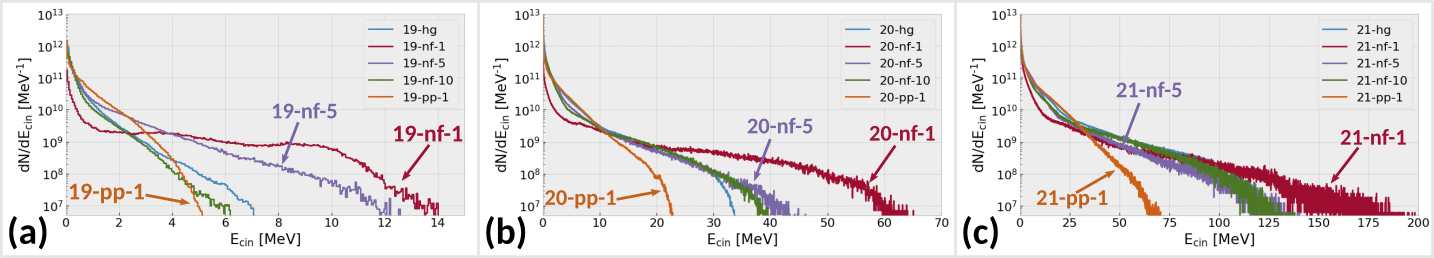 10^13
10^12
10^11
10^10
10^9
10^8
10^7
dN/dE_cin [MeV^-1]
19-hg
19-nf-1
19-nf-5
19-nf-10
19-pp-1
19-nf-5
19-nf-1
19-pp-1
0 2 4 6 8 10 12 14
E_cin [MeV]
(a)
10^13
10^12
10^11
10^10
10^9
10^8
10^7
dN/dE_cin [MeV^-1]
20-hg
20-nf-1
20-nf-5
20-nf-10
20-pp-1
20-nf-5
20-nf-1
20-pp-1
0 10 20 30 40 50 60 70
E_cin [MeV]
(b)
10^13
10^12
10^11
10^10
10^9
10^8
10^7
dN/dE_cin [MeV^-1]
21-hg
21-nf-1
21-nf-5
21-nf-10
21-pp-1
21-nf-5
21-nf-1
21-pp-1
0 25 50 75 100 125 150 175 200
E_cin [MeV]
(c)